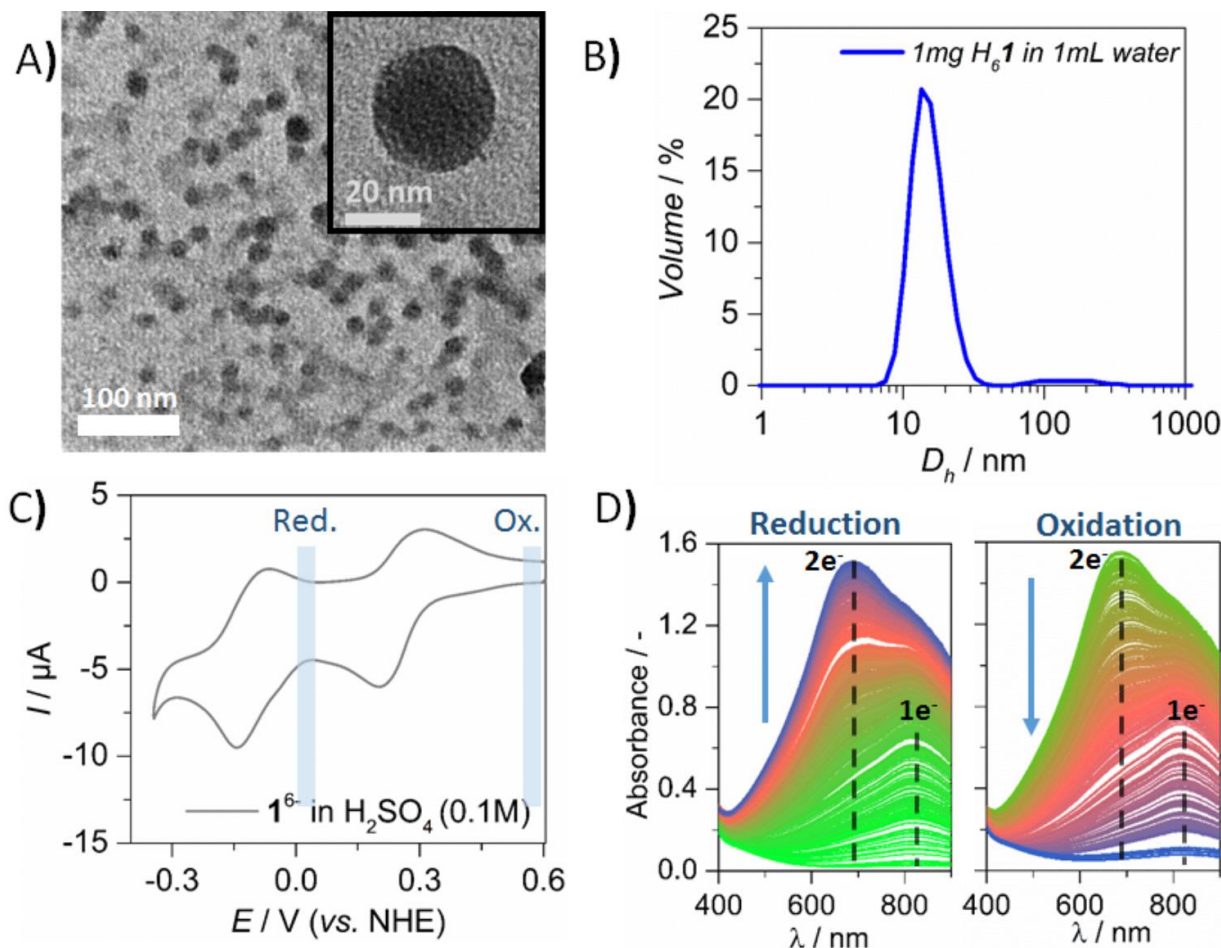 A)
20 nm
100 nm
B)
1mg H₆1 in 1mL water
Volume / %
25
20
15
10
5
0
1 10 100 1000
Dₕ / nm
C)
Red. Ox.
I / µA
5
0
-5
-10
-15
1⁶⁻ in H₂SO₄ (0.1M)
-0.3 0.0 0.3 0.6
E / V (vs. NHE)
D)
Reduction
Oxidation
2e⁻
1e⁻
2e⁻
1e⁻
Absorbance / -
1.6
1.2
0.8
0.4
0.0
400 600 800
λ / nm
400 600 800
λ / nm